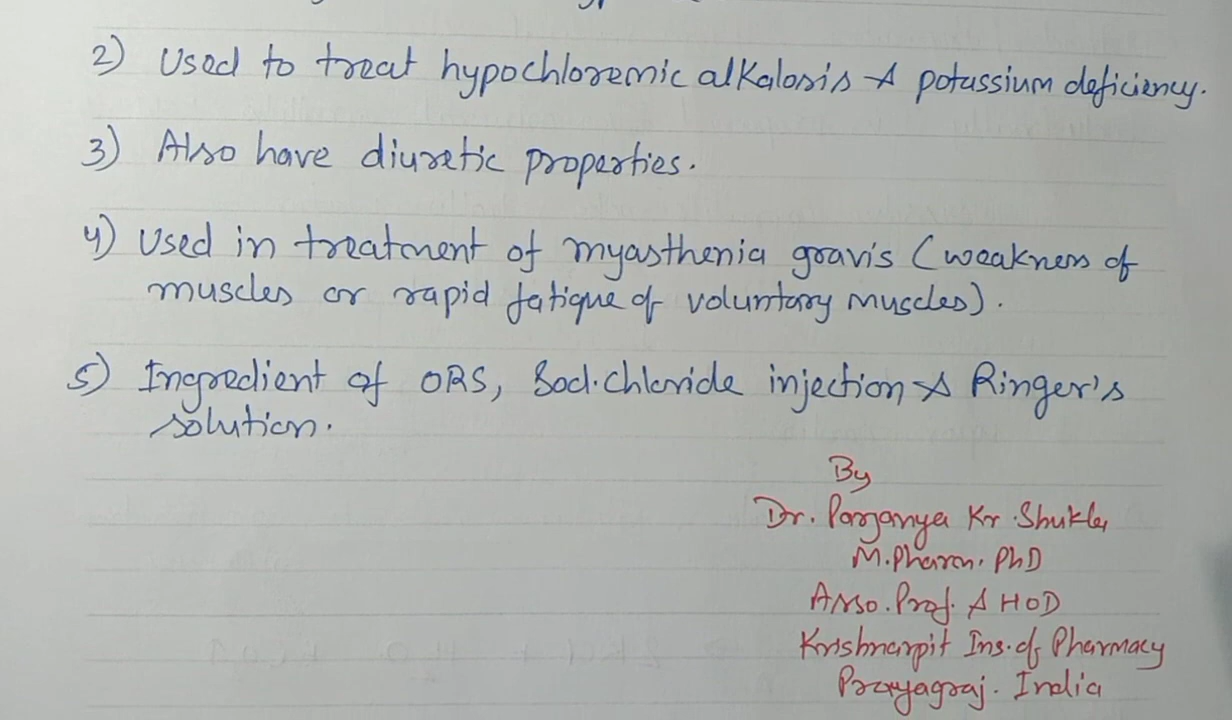 2) Used to treat hypochloremic alkalosis & potassium deficiency.
3) Also have diuretic properties.
4) Used in treatment of myasthenia gravis (weakness of
muscles or rapid fatigue of voluntary muscles).
5) Ingredient of ORS, Sod. Chloride injection & Ringer's
solution.
By
Dr. Parjanya Kr. Shukla
M.Pharm. PhD
Asso. Prof. & HOD
Krishnarpit Ins. of Pharmacy
Prayagraj. India